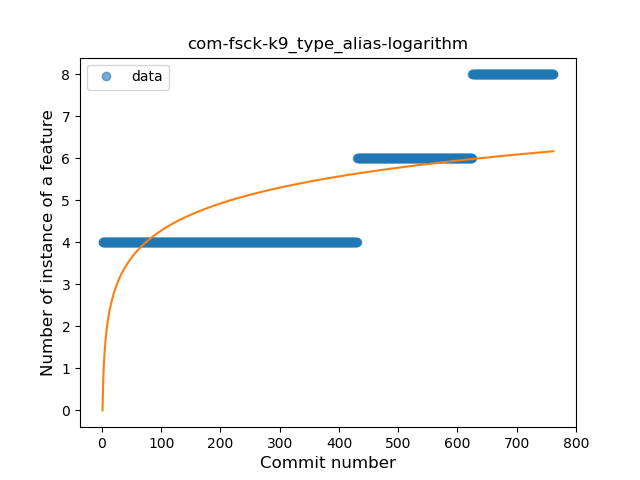 com-fsck-k9_type_alias-logarithm
data
Number of instance of a feature
8
7
6
5
4
3
2
1
0
0 100 200 300 400 500 600 700 800
Commit number